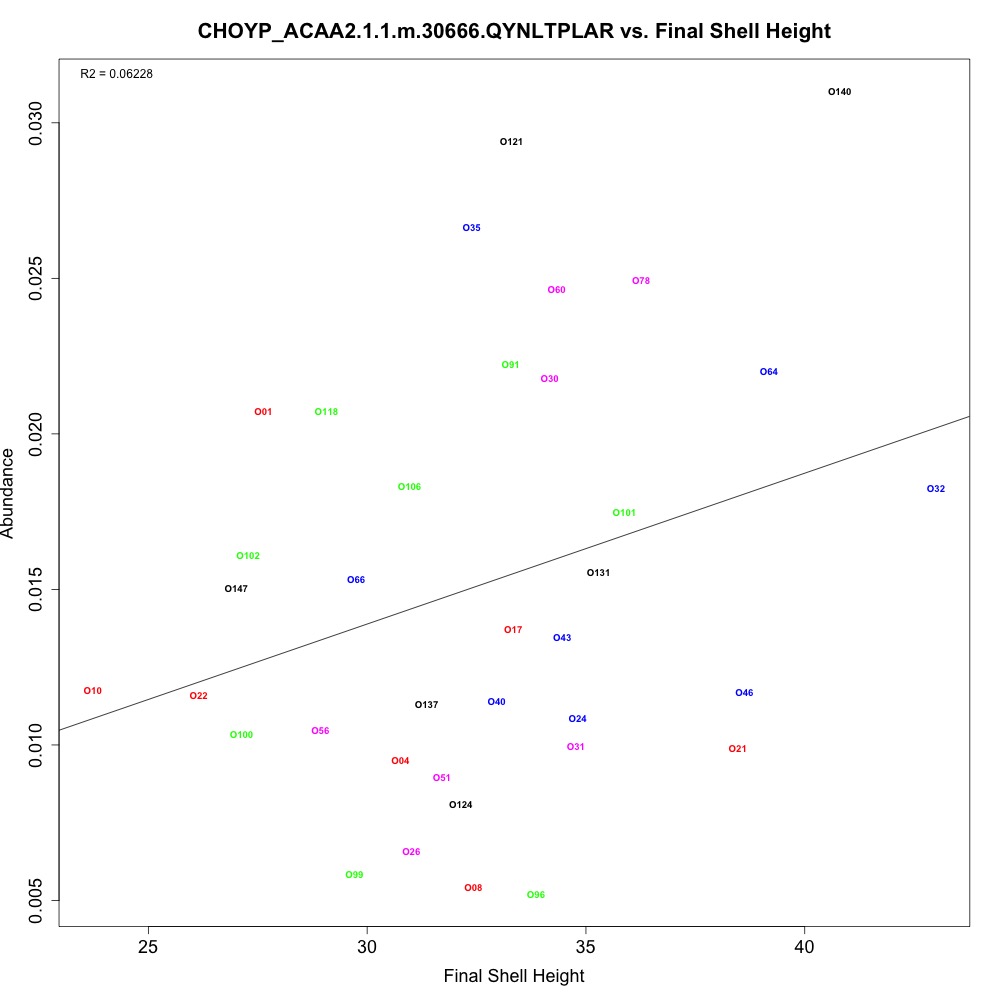 CHOYP_ACAA2.1.1.m.30666.QYNLTPLAR vs. Final Shell Height
R2 = 0.06228
O140
O121
O35
O78
O60
O91
O64
O30
O01 O118
O106
O32
O101
O102
O131
O66
O147
O17
O43
O10
O46
O22
O40
O137
O24
O100
O56
O31
O21
O04
O51
O124
O26
O99
O08
O96
0.030
0.025
0.020
0.015
0.010
0.005
Abundance
25 30 35 40
Final Shell Height